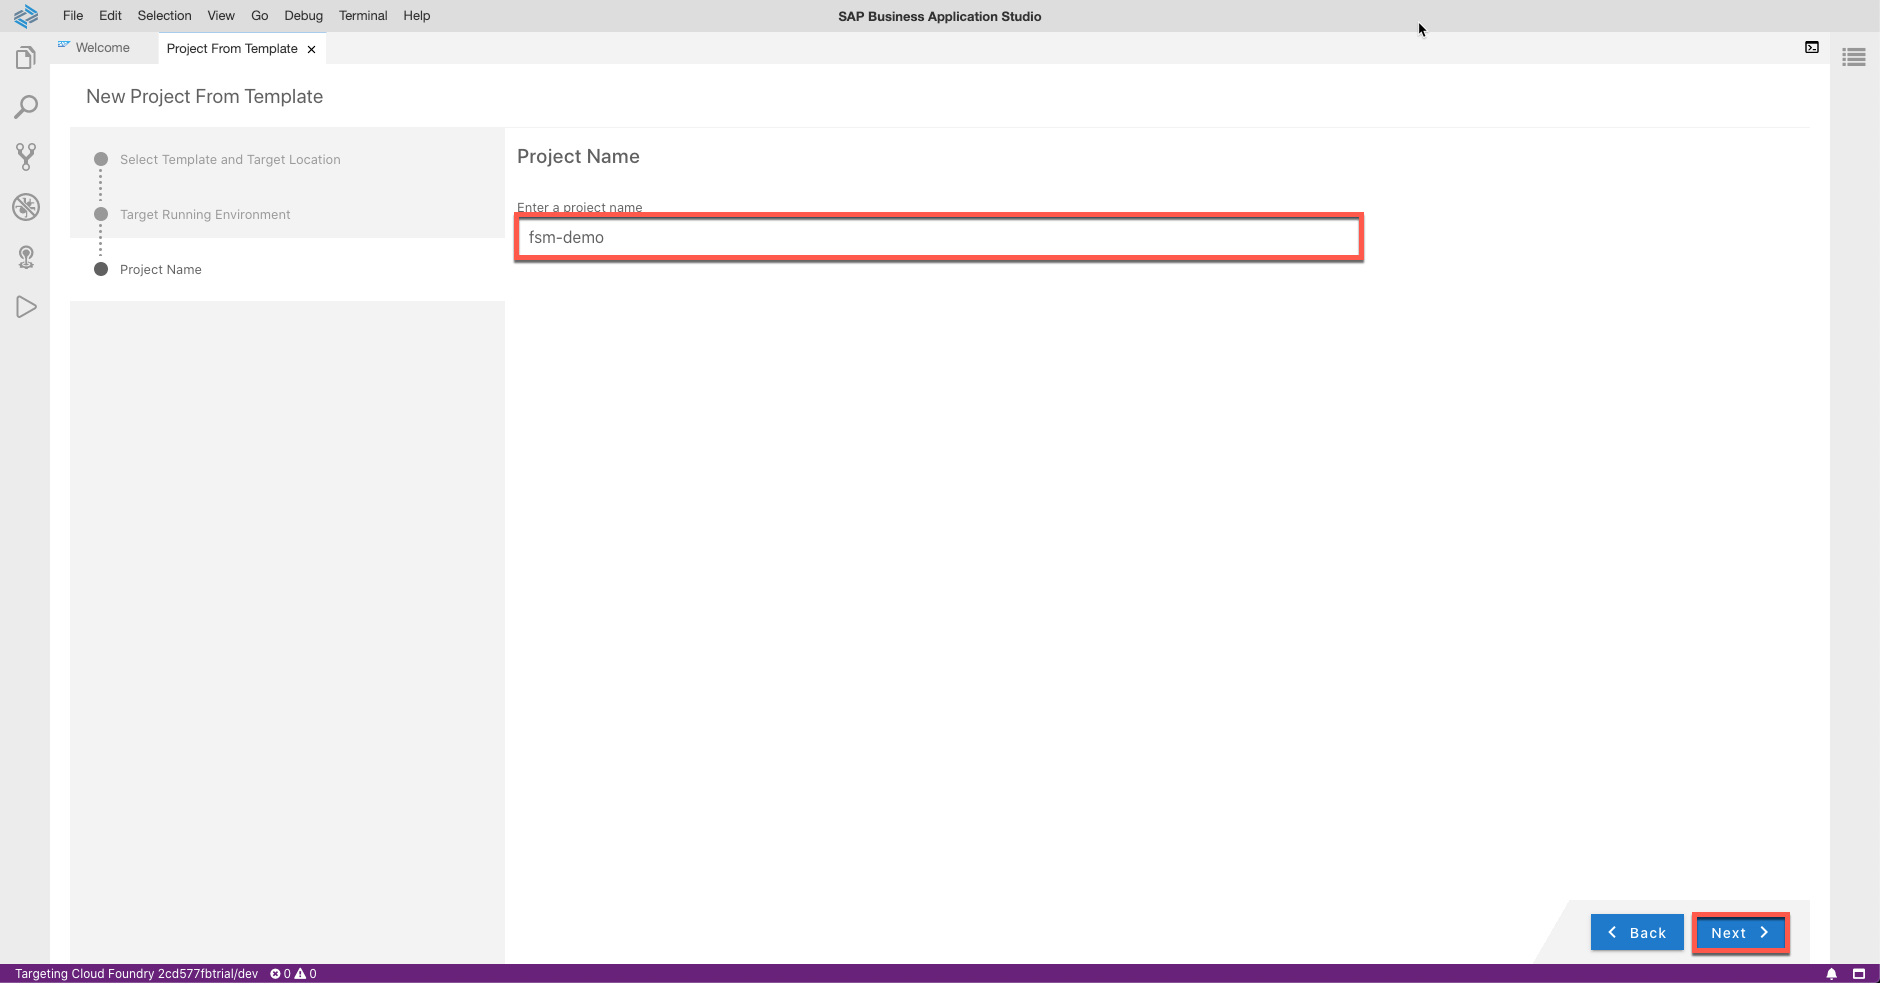 File Edit Selection View Go Debug Terminal Help
SAP Business Application Studio
Welcome
Project From Template
New Project From Template
Select Template and Target Location
Target Running Environment
Project Name
Project Name
Enter a project name
fsm-demo
Back
Next
Targeting Cloud Foundry 2cd577fbtrial/dev 0 0